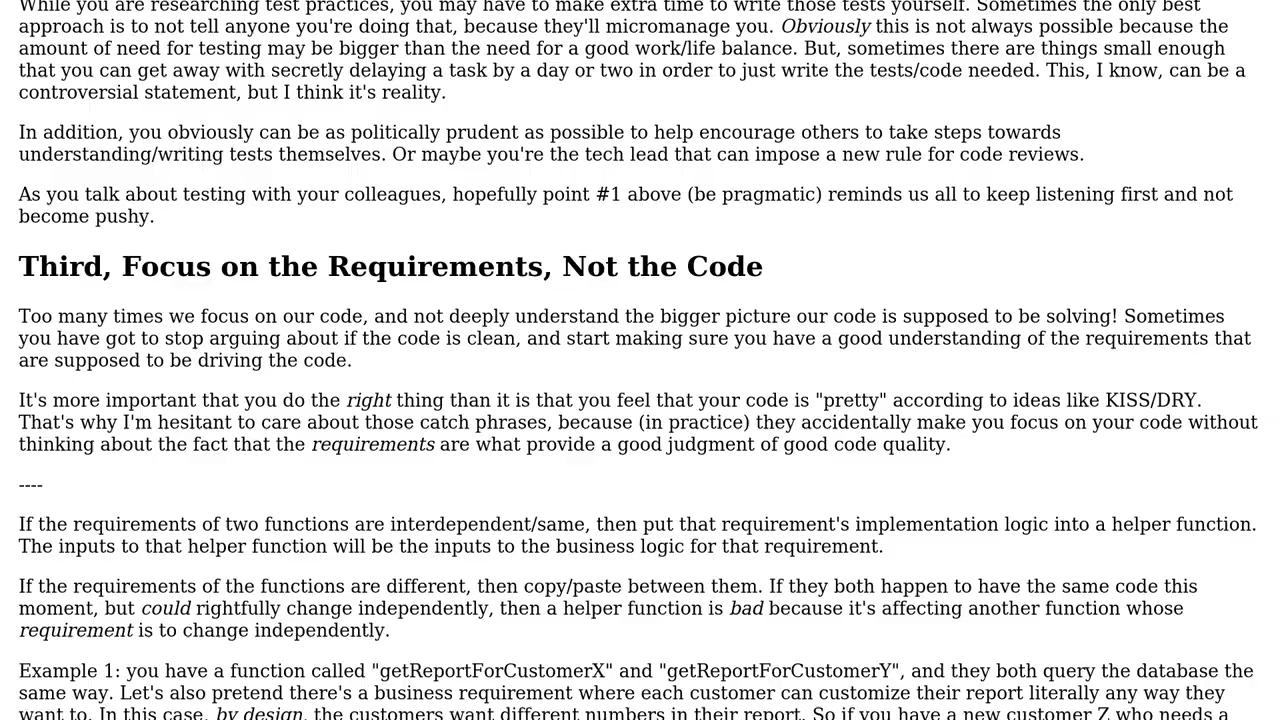 While you are researching test practices, you may have to make extra time to write those tests yourself. Sometimes the only best
approach is to not tell anyone you're doing that, because they'll micromanage you. Obviously this is not always possible because the
amount of need for testing may be bigger than the need for a good work/life balance. But, sometimes there are things small enough
that you can get away with secretly delaying a task by a day or two in order to just write the tests/code needed. This, I know, can be a
controversial statement, but I think it's reality.
In addition, you obviously can be as politically prudent as possible to help encourage others to take steps towards
understanding/writing tests themselves. Or maybe you're the tech lead that can impose a new rule for code reviews.
As you talk about testing with your colleagues, hopefully point #1 above (be pragmatic) reminds us all to keep listening first and not
become pushy.
Third, Focus on the Requirements, Not the Code
Too many times we focus on our code, and not deeply understand the bigger picture our code is supposed to be solving! Sometimes
you have got to stop arguing about if the code is clean, and start making sure you have a good understanding of the requirements that
are supposed to be driving the code.
It's more important that you do the right thing than it is that you feel that your code is "pretty" according to ideas like KISS/DRY.
That's why I'm hesitant to care about those catch phrases, because (in practice) they accidentally make you focus on your code without
thinking about the fact that the requirements are what provide a good judgment of good code quality.
----
If the requirements of two functions are interdependent/same, then put that requirement's implementation logic into a helper function.
The inputs to that helper function will be the inputs to the business logic for that requirement.
If the requirements of the functions are different, then copy/paste between them. If they both happen to have the same code this
moment, but could rightfully change independently, then a helper function is bad because it's affecting another function whose
requirement is to change independently.
Example 1: you have a function called "getReportForCustomerX" and "getReportForCustomerY", and they both query the database the
same way. Let's also pretend there's a business requirement where each customer can customize their report literally any way they
want to. In this case, by design, the customers want different numbers in their report. So if you have a new customer Z who needs a